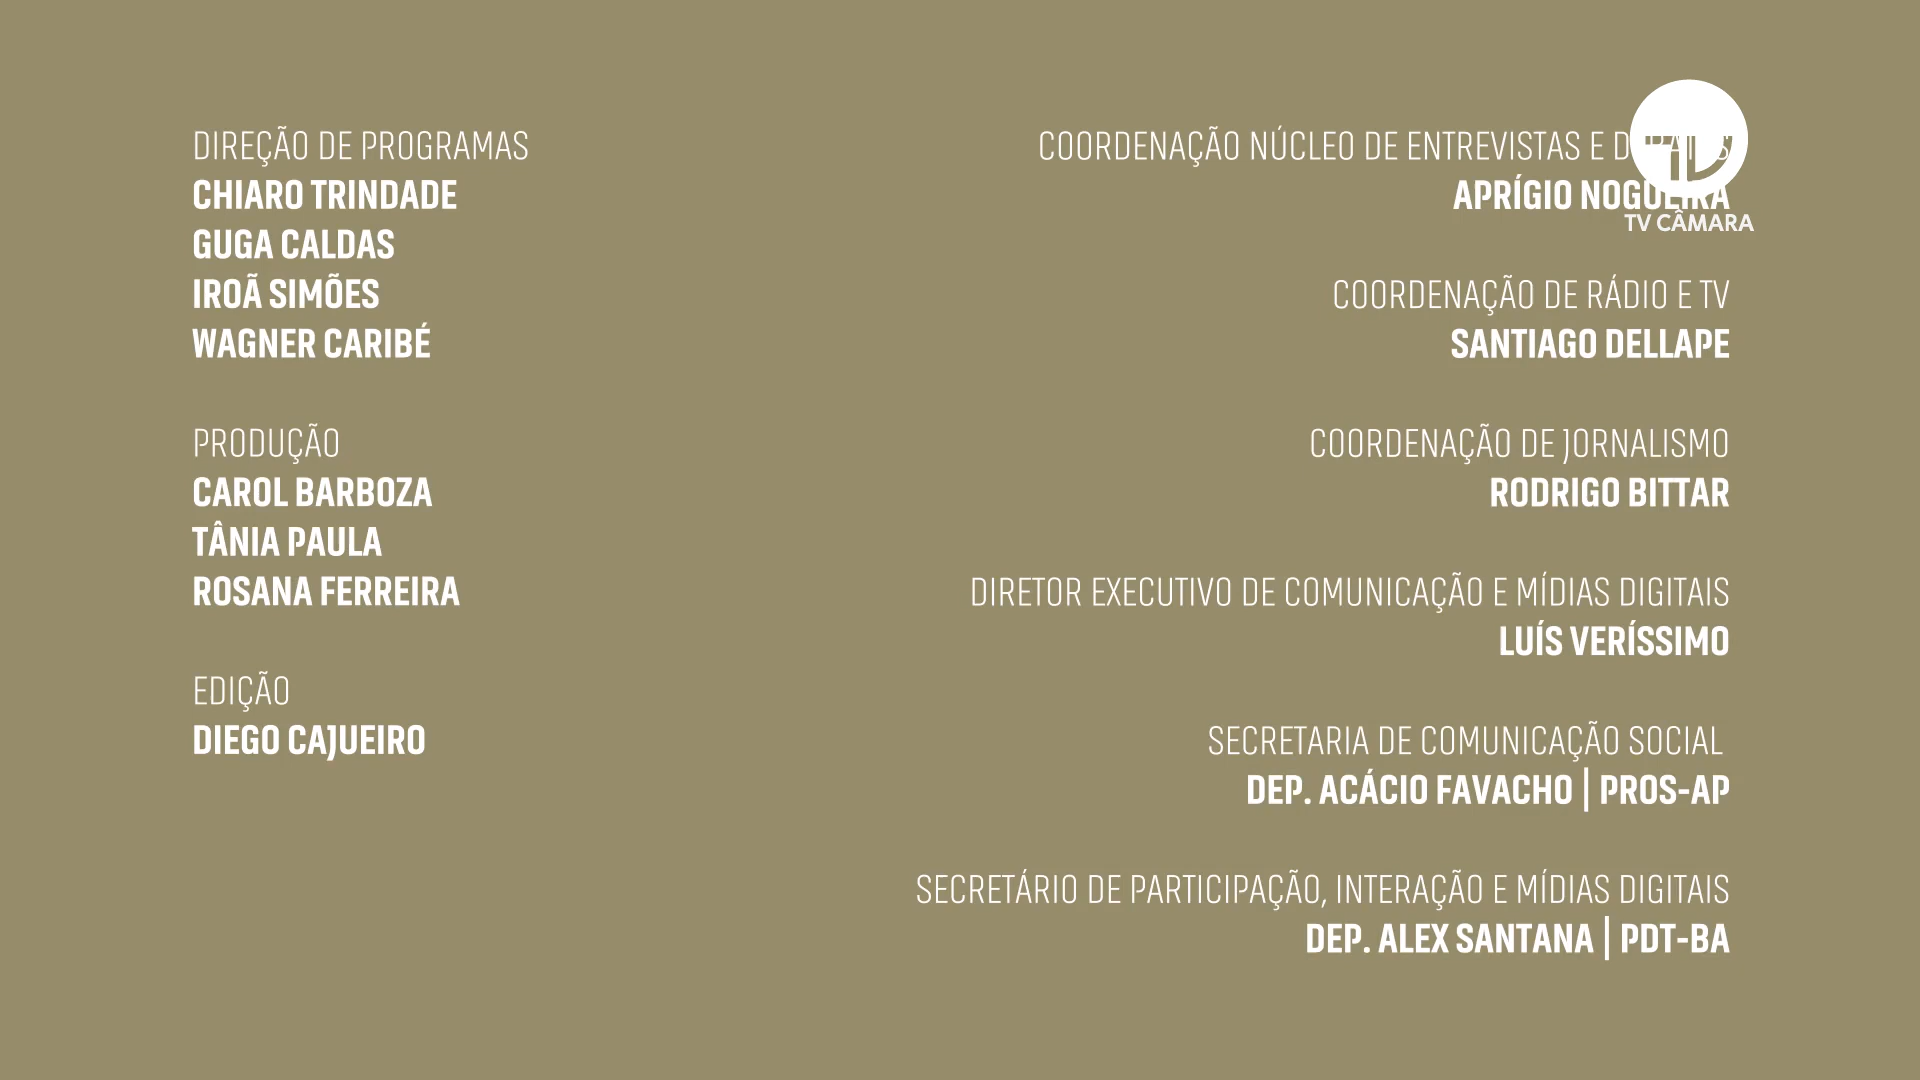 DIREÇÃO DE PROGRAMAS
CHIARO TRINDADE
GUGA CALDAS
IROÃ SIMÕES
WAGNER CARIBÉ
PRODUÇÃO
CAROL BARBOZA
TÂNIA PAULA
ROSANA FERREIRA
EDIÇÃO
DIEGO CAJUEIRO
COORDENAÇÃO NÚCLEO DE ENTREVISTAS E
APRÍGIO NOGUEIRA
TV CÂMARA
COORDENAÇÃO DE RÁDIO E TV
SANTIAGO DELLAPE
COORDENAÇÃO DE JORNALISMO
RODRIGO BITTAR
DIRETOR EXECUTIVO DE COMUNICAÇÃO E MÍDIAS DIGITAIS
LUÍS VERÍSSIMO
SECRETARIA DE COMUNICAÇÃO SOCIAL
DEP. ACÁCIO FAVACHO | PROS-AP
SECRETÁRIO DE PARTICIPAÇÃO, INTERAÇÃO E MÍDIAS DIGITAIS
DEP. ALEX SANTANA | PDT-BA